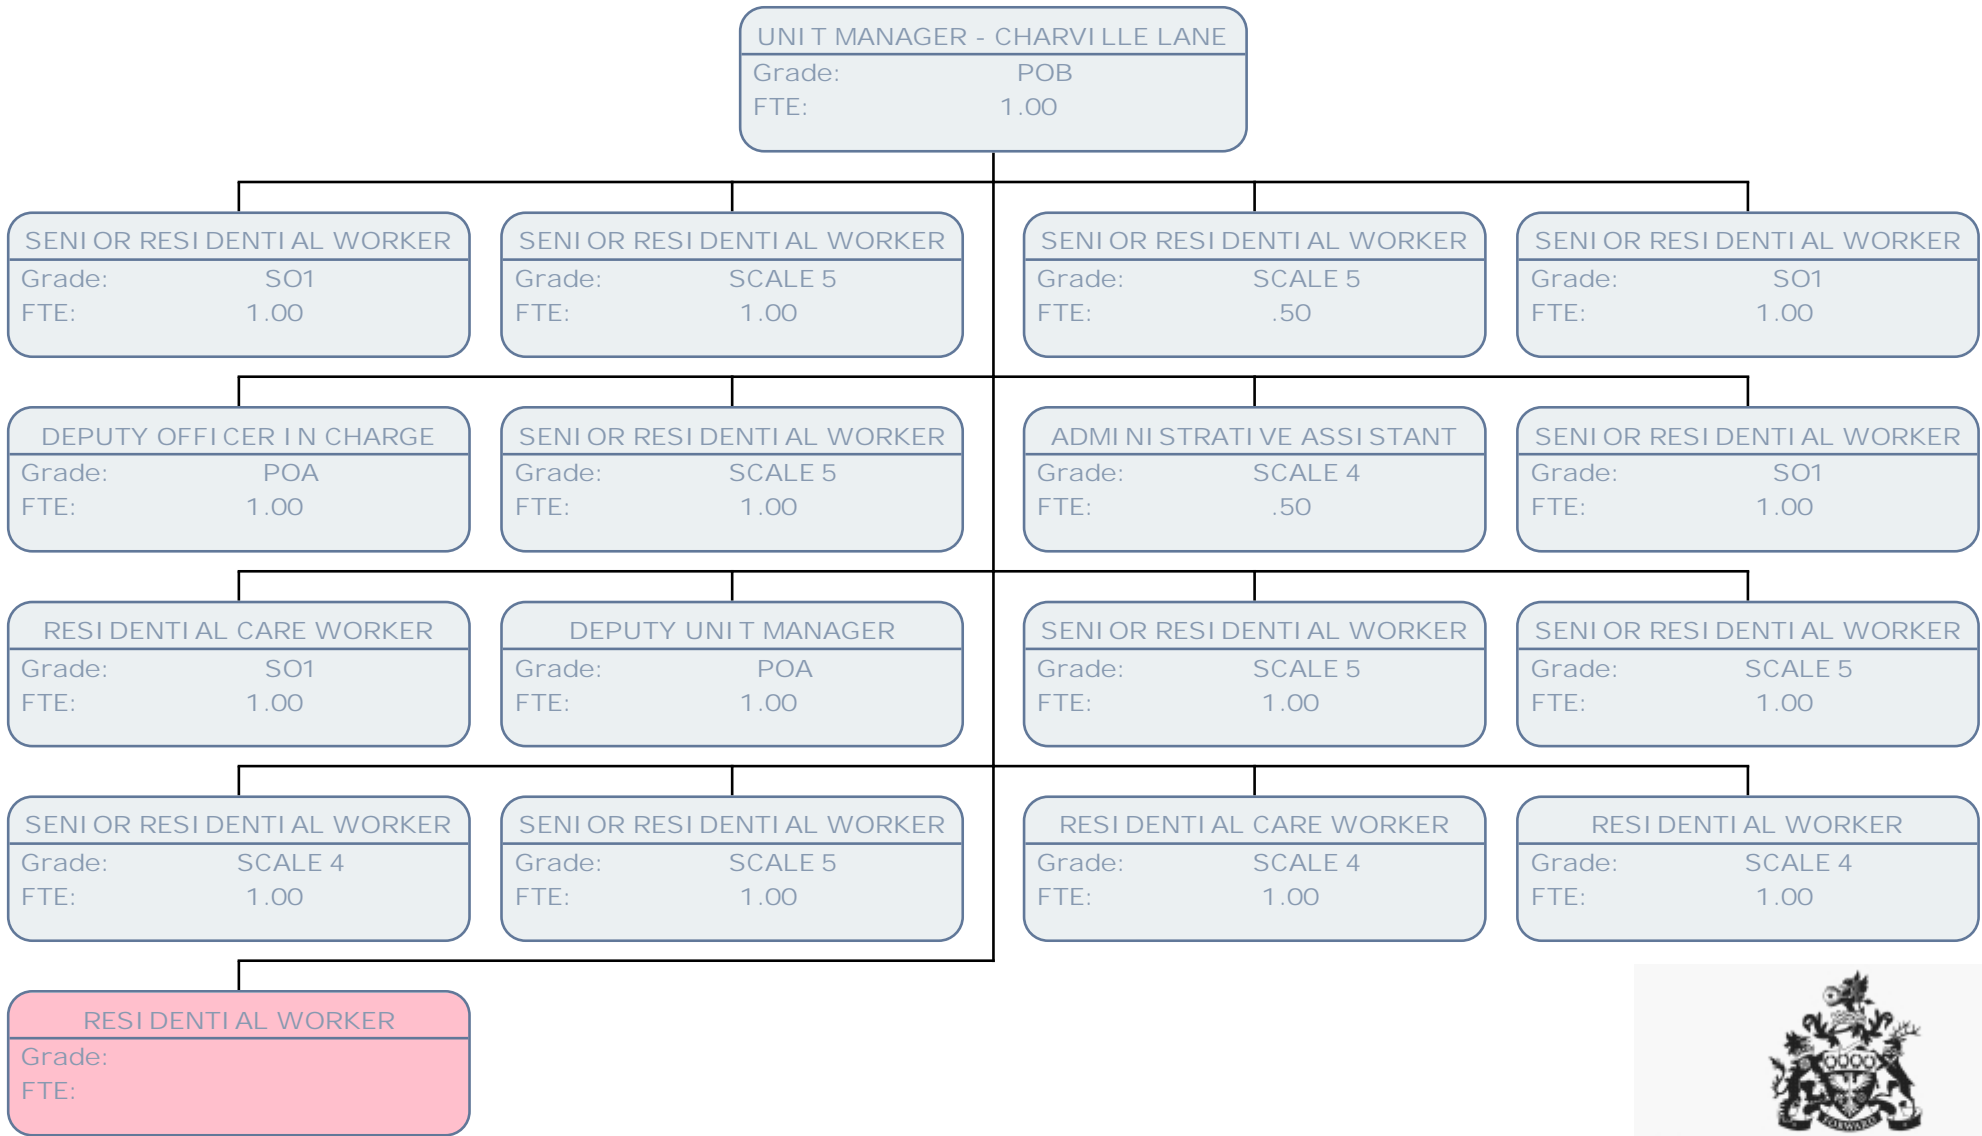 UNIT MANAGER - CHARVILLE LANE
Grade: POB
FTE: 1.00
SENIOR RESIDENTIAL WORKER
Grade: SO1
FTE: 1.00
SENIOR RESIDENTIAL WORKER
Grade: SCALE 5
FTE: 1.00
SENIOR RESIDENTIAL WORKER
Grade: SCALE 5
FTE: .50
SENIOR RESIDENTIAL WORKER
Grade: SO1
FTE: 1.00
DEPUTY OFFICER IN CHARGE
Grade: POA
FTE: 1.00
SENIOR RESIDENTIAL WORKER
Grade: SCALE 5
FTE: 1.00
ADMINISTRATIVE ASSISTANT
Grade: SCALE 4
FTE: .50
SENIOR RESIDENTIAL WORKER
Grade: SO1
FTE: 1.00
RESIDENTIAL CARE WORKER
Grade: SO1
FTE: 1.00
DEPUTY UNIT MANAGER
Grade: POA
FTE: 1.00
SENIOR RESIDENTIAL WORKER
Grade: SCALE 5
FTE: 1.00
SENIOR RESIDENTIAL WORKER
Grade: SCALE 5
FTE: 1.00
SENIOR RESIDENTIAL WORKER
Grade: SCALE 4
FTE: 1.00
SENIOR RESIDENTIAL WORKER
Grade: SCALE 5
FTE: 1.00
RESIDENTIAL CARE WORKER
Grade: SCALE 4
FTE: 1.00
RESIDENTIAL WORKER
Grade: SCALE 4
FTE: 1.00
RESIDENTIAL WORKER
Grade:
FTE:
FORWARD